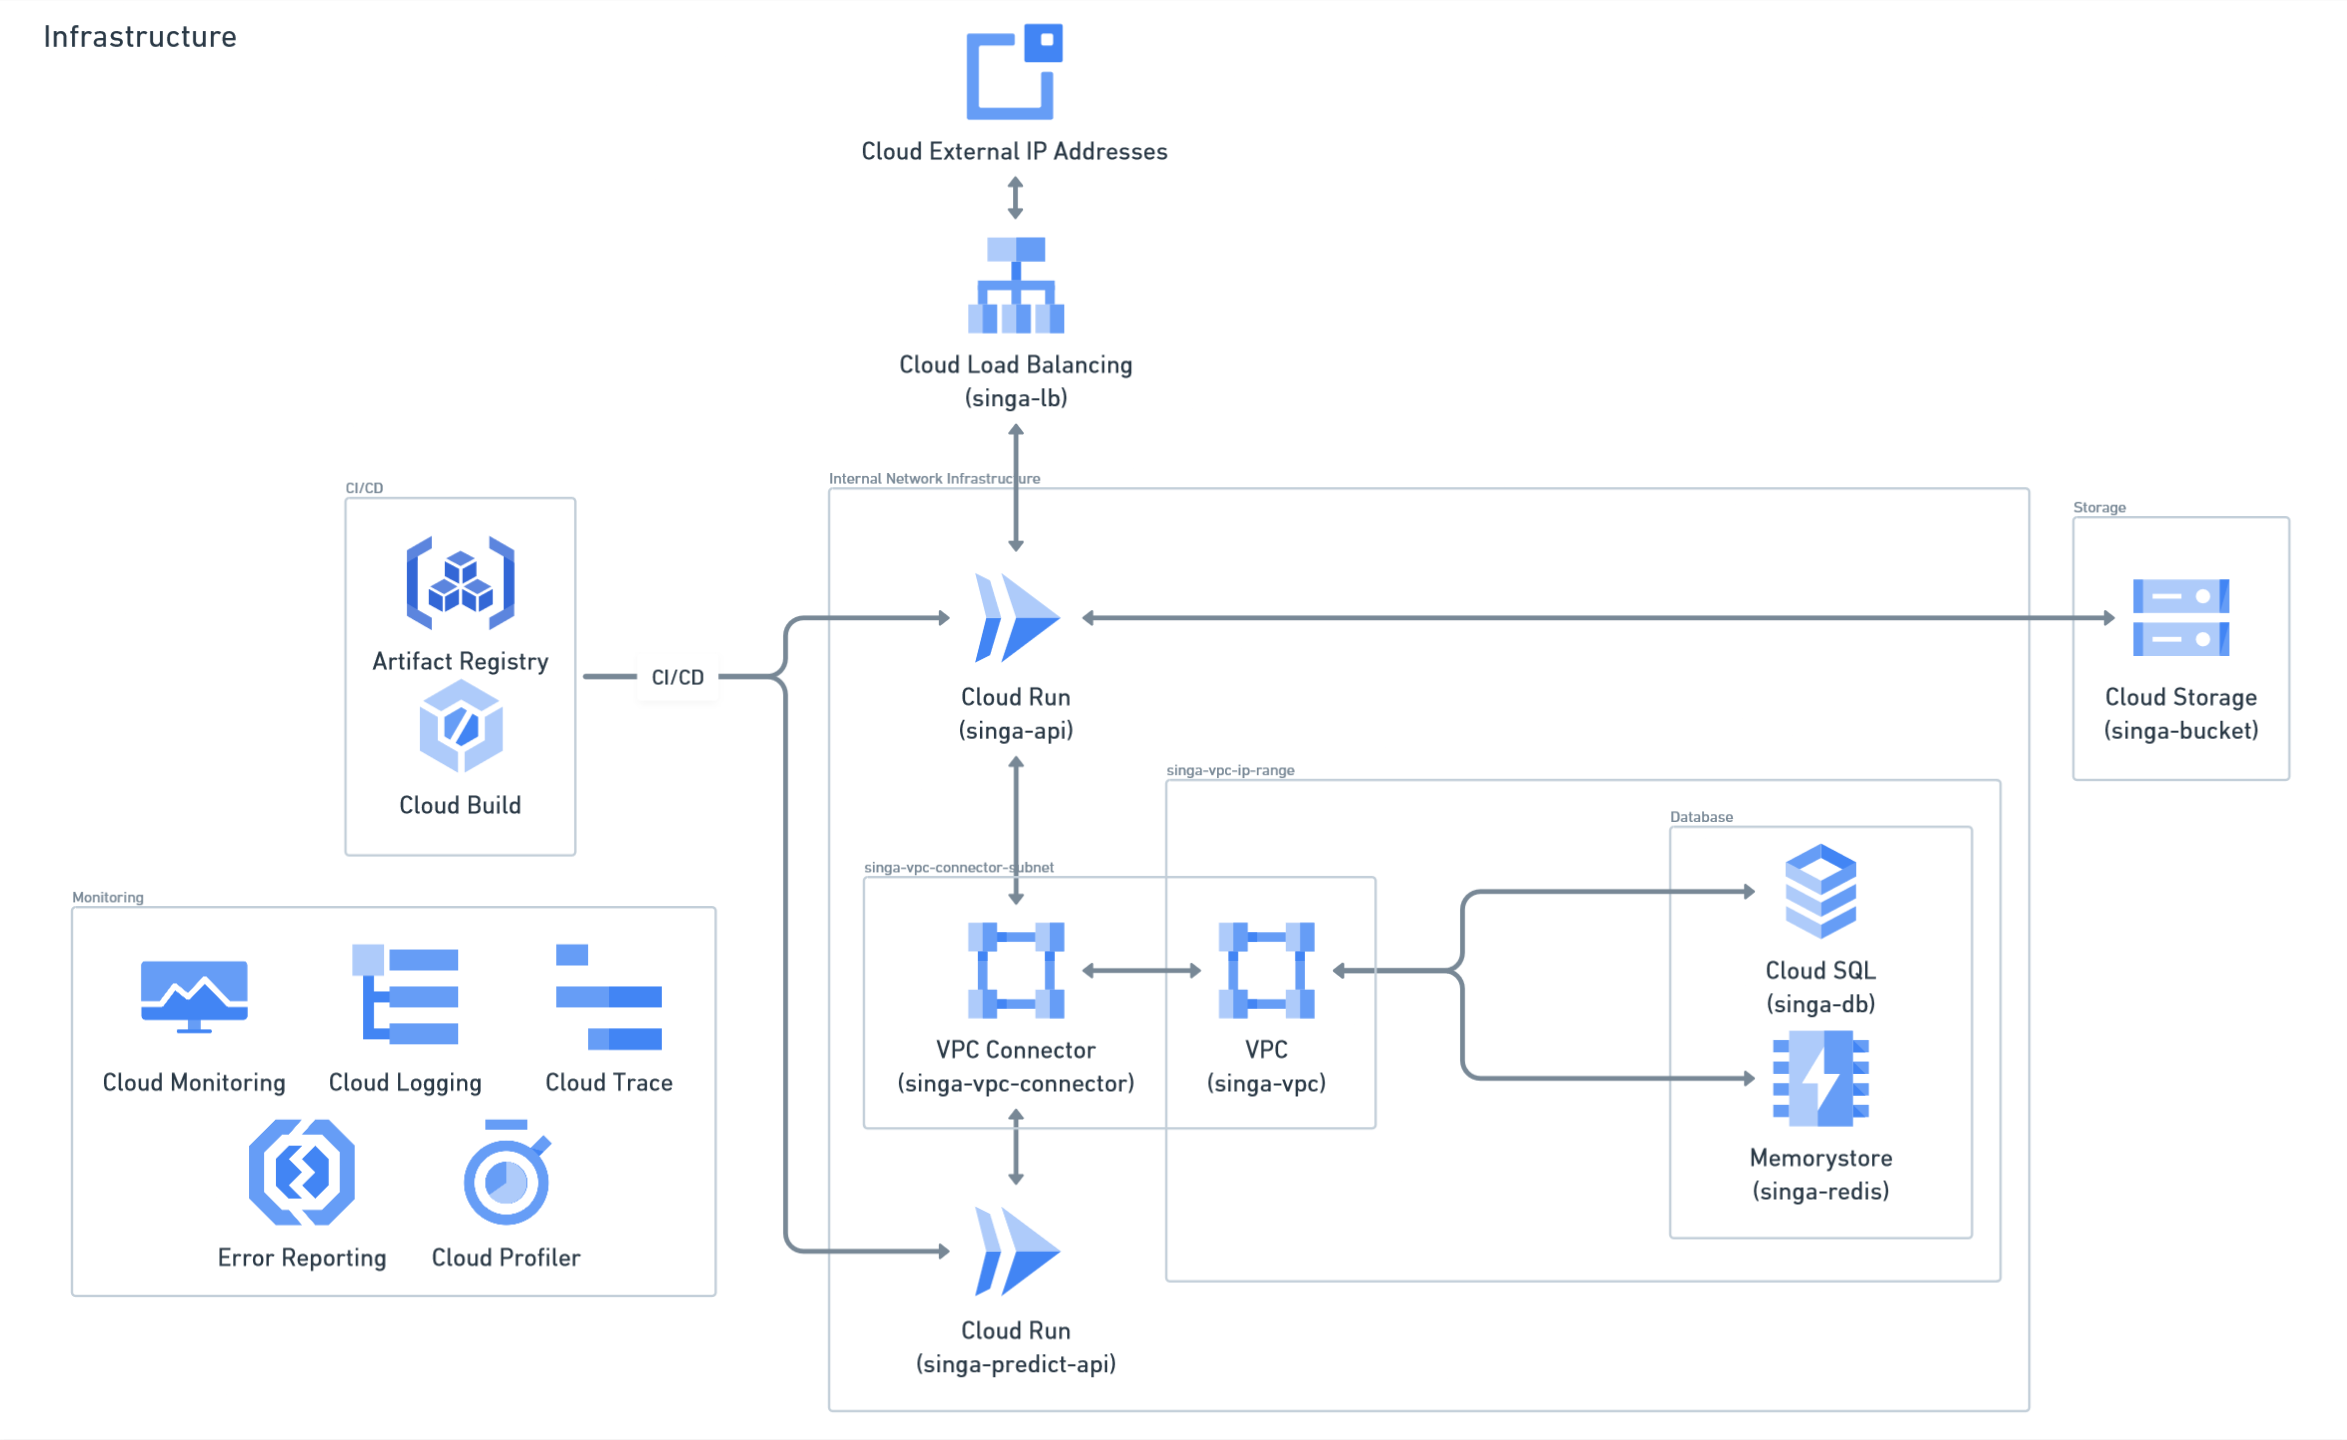 Infrastructure
Cloud External IP Addresses
Cloud Load Balancing
(singa-lb)
CI/CD
Artifact Registry
Cloud Build
CI/CD
Internal Network Infrastructure
Cloud Run
(singa-api)
Storage
Cloud Storage
(singa-bucket)
singa-vpc-ip-range
Database
singa-vpc-connector-subnet
VPC Connector
(singa-vpc-connector)
VPC
(singa-vpc)
Cloud SQL
(singa-db)
Memorystore
(singa-redis)
Monitoring
Cloud Monitoring
Cloud Logging
Cloud Trace
Error Reporting
Cloud Profiler
Cloud Run
(singa-predict-api)